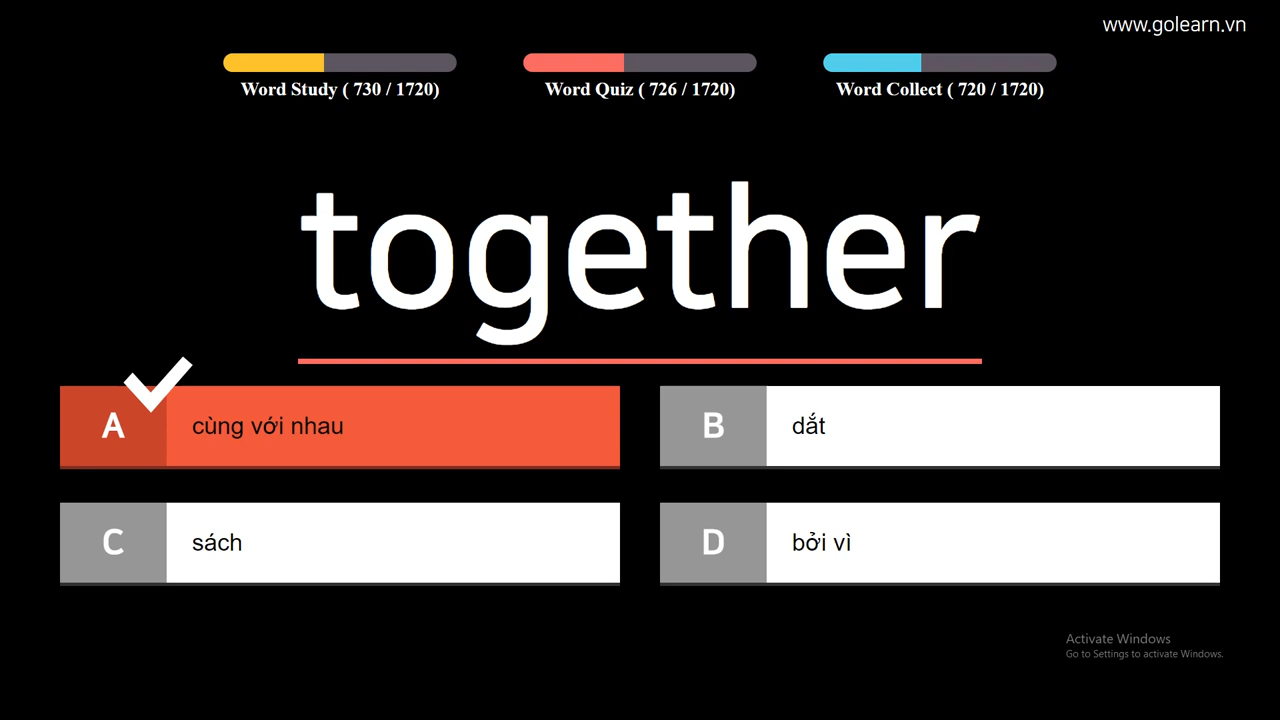 www.golearn.vn
Word Study ( 730 / 1720)
Word Quiz ( 726 / 1720)
Word Collect ( 720 / 1720)
together
A cùng với nhau
B dắt
C sách
D bởi vì
Activate Windows
Go to Settings to activate Windows.